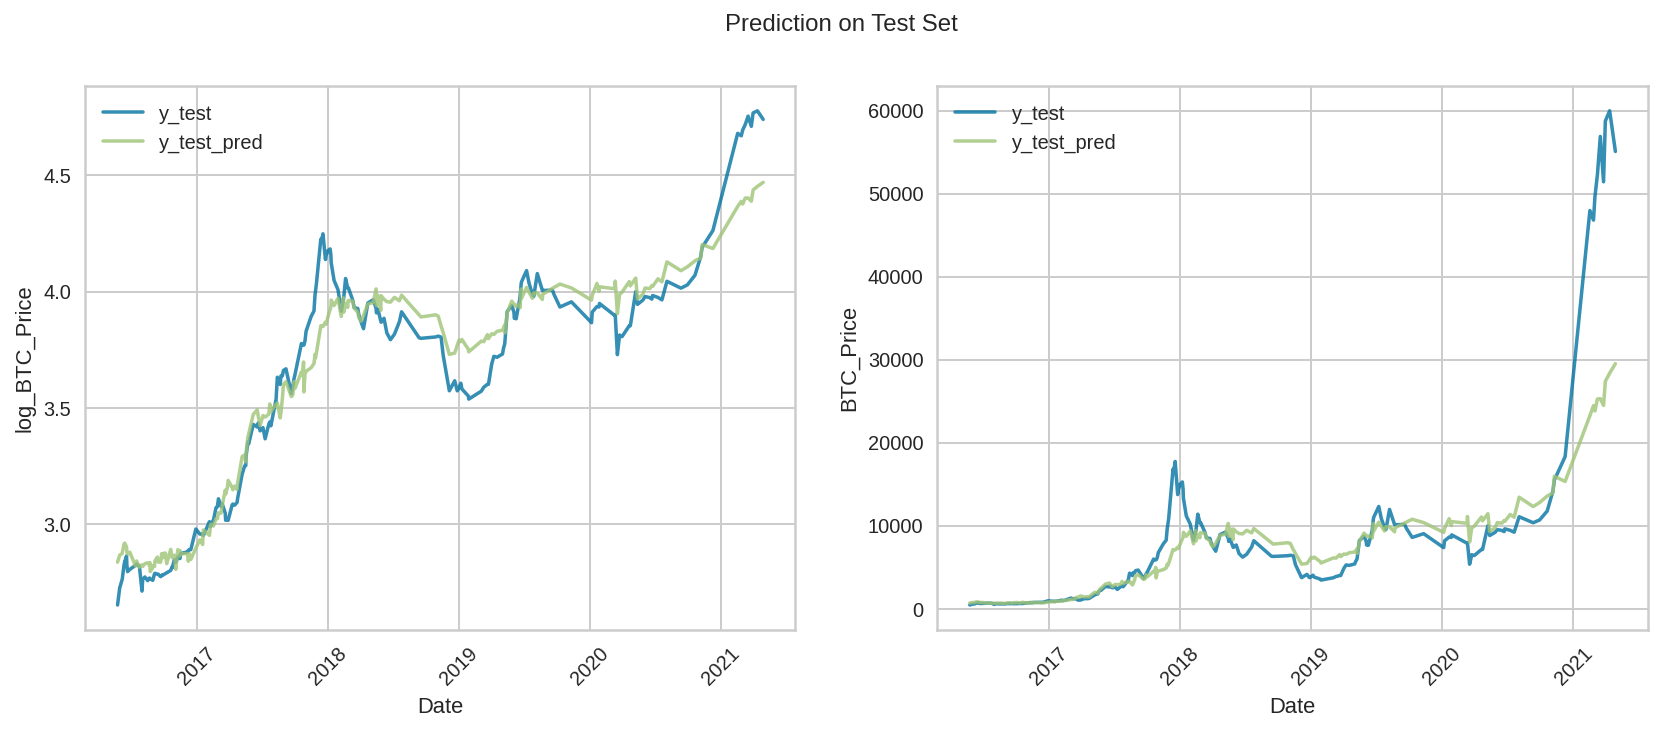 Prediction on Test Set
y_test
y_test_pred
4.5
4.0
3.5
3.0
log_BTC_Price
2017
2018
2019
2020
2021
Date
y_test
y_test_pred
60000
50000
40000
30000
20000
10000
0
BTC_Price
2017
2018
2019
2020
2021
Date